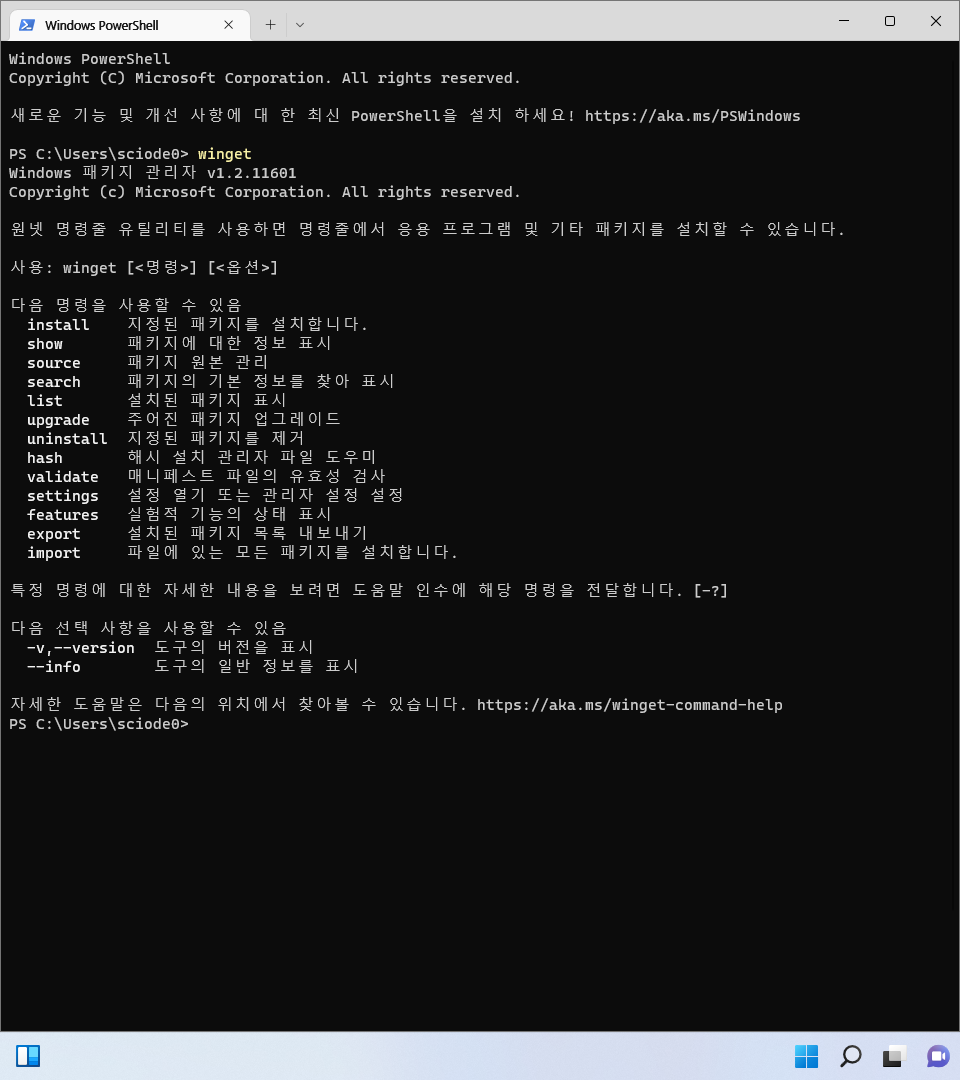 Windows PowerShell
Windows PowerShell
Copyright (C) Microsoft Corporation. All rights reserved.
새로운 기능 및 개선 사항에 대 한 최신 PowerShell을 설치 하세요! https://aka.ms/PSWindows
PS C:\Users\sciode0> winget
Windows 패키지 관리자 v1.2.11601
Copyright (c) Microsoft Corporation. All rights reserved.
원넷 명령줄 유틸리티를 사용하면 명령줄에서 응용 프로그램 및 기타 패키지를 설치할 수 있습니다.
사용: winget [<명령>] [<옵션>]
다음 명령을 사용할 수 있음
install 지정된 패키지를 설치합니다.
show 패키지에 대한 정보 표시
source 패키지 원본 관리
search 패키지의 기본 정보를 찾아 표시
list 설치된 패키지 표시
upgrade 주어진 패키지 업그레이드
uninstall 지정된 패키지를 제거
hash 해시 설치 관리자 파일 도우미
validate 매니페스트 파일의 유효성 검사
settings 설정 열기 또는 관리자 설정 설정
features 실험적 기능의 상태 표시
export 설치된 패키지 목록 내보내기
import 파일에 있는 모든 패키지를 설치합니다.
특정 명령에 대한 자세한 내용을 보려면 도움말 인수에 해당 명령을 전달합니다. [-?]
다음 선택 사항을 사용할 수 있음
-v,--version 도구의 버전을 표시
--info 도구의 일반 정보를 표시
자세한 도움말은 다음의 위치에서 찾아볼 수 있습니다. https://aka.ms/winget-command-help
PS C:\Users\sciode0>